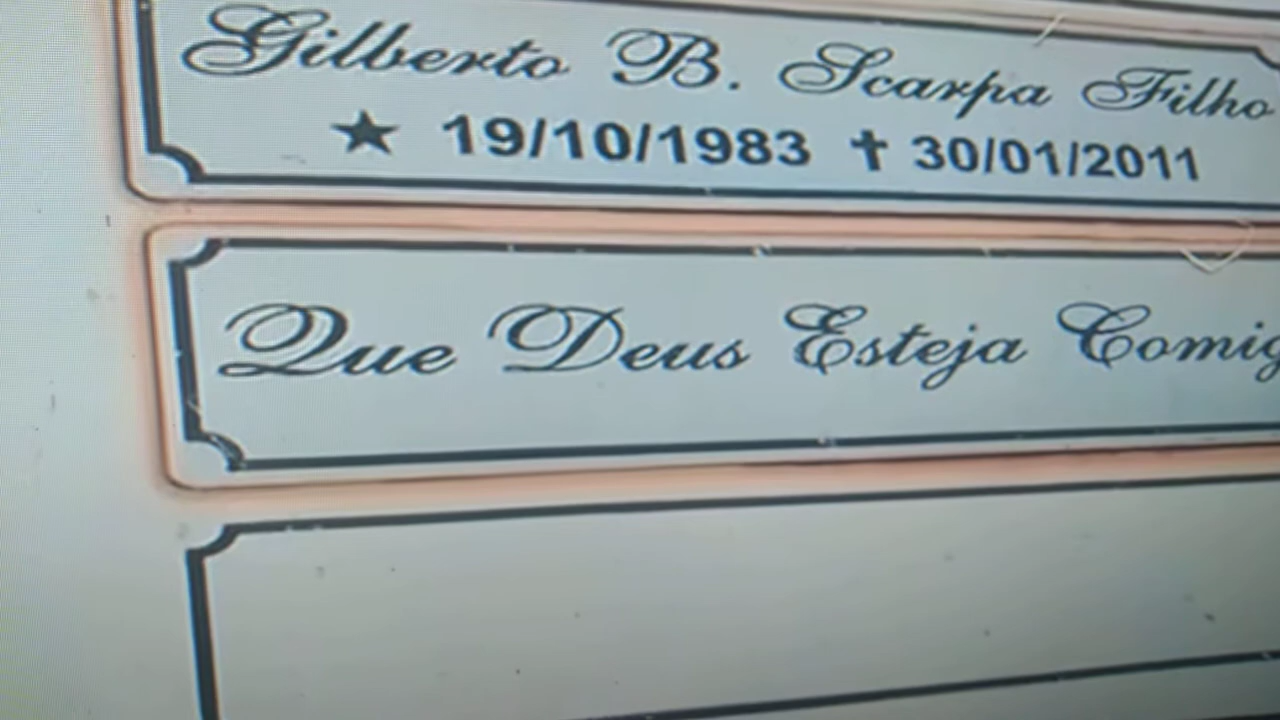 Gilberto B. Scarpa Filho
★ 19/10/1983 ✝ 30/01/2011
Que Deus Esteja